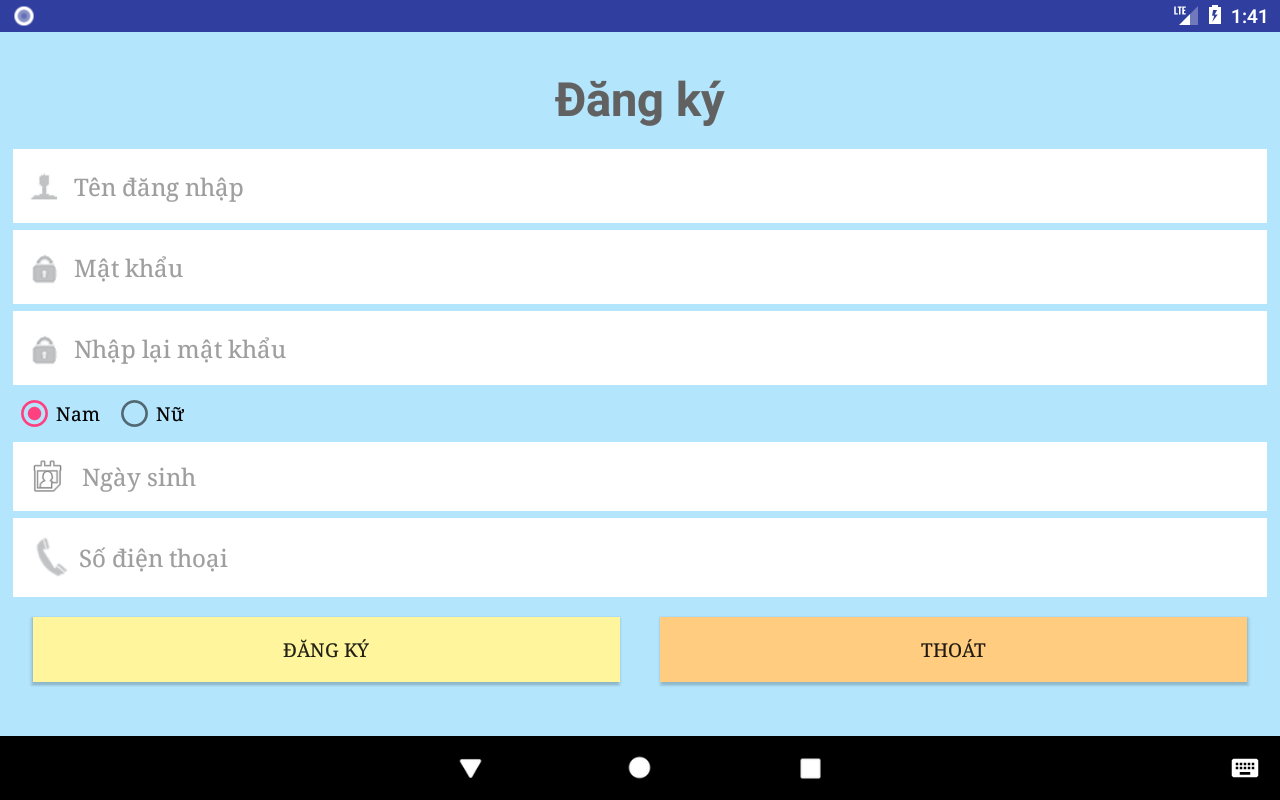 LTE 1:41
Đăng ký
Tên đăng nhập
Mật khẩu
Nhập lại mật khẩu
Nam Nữ
Ngày sinh
Số điện thoại
ĐĂNG KÝ THOÁT